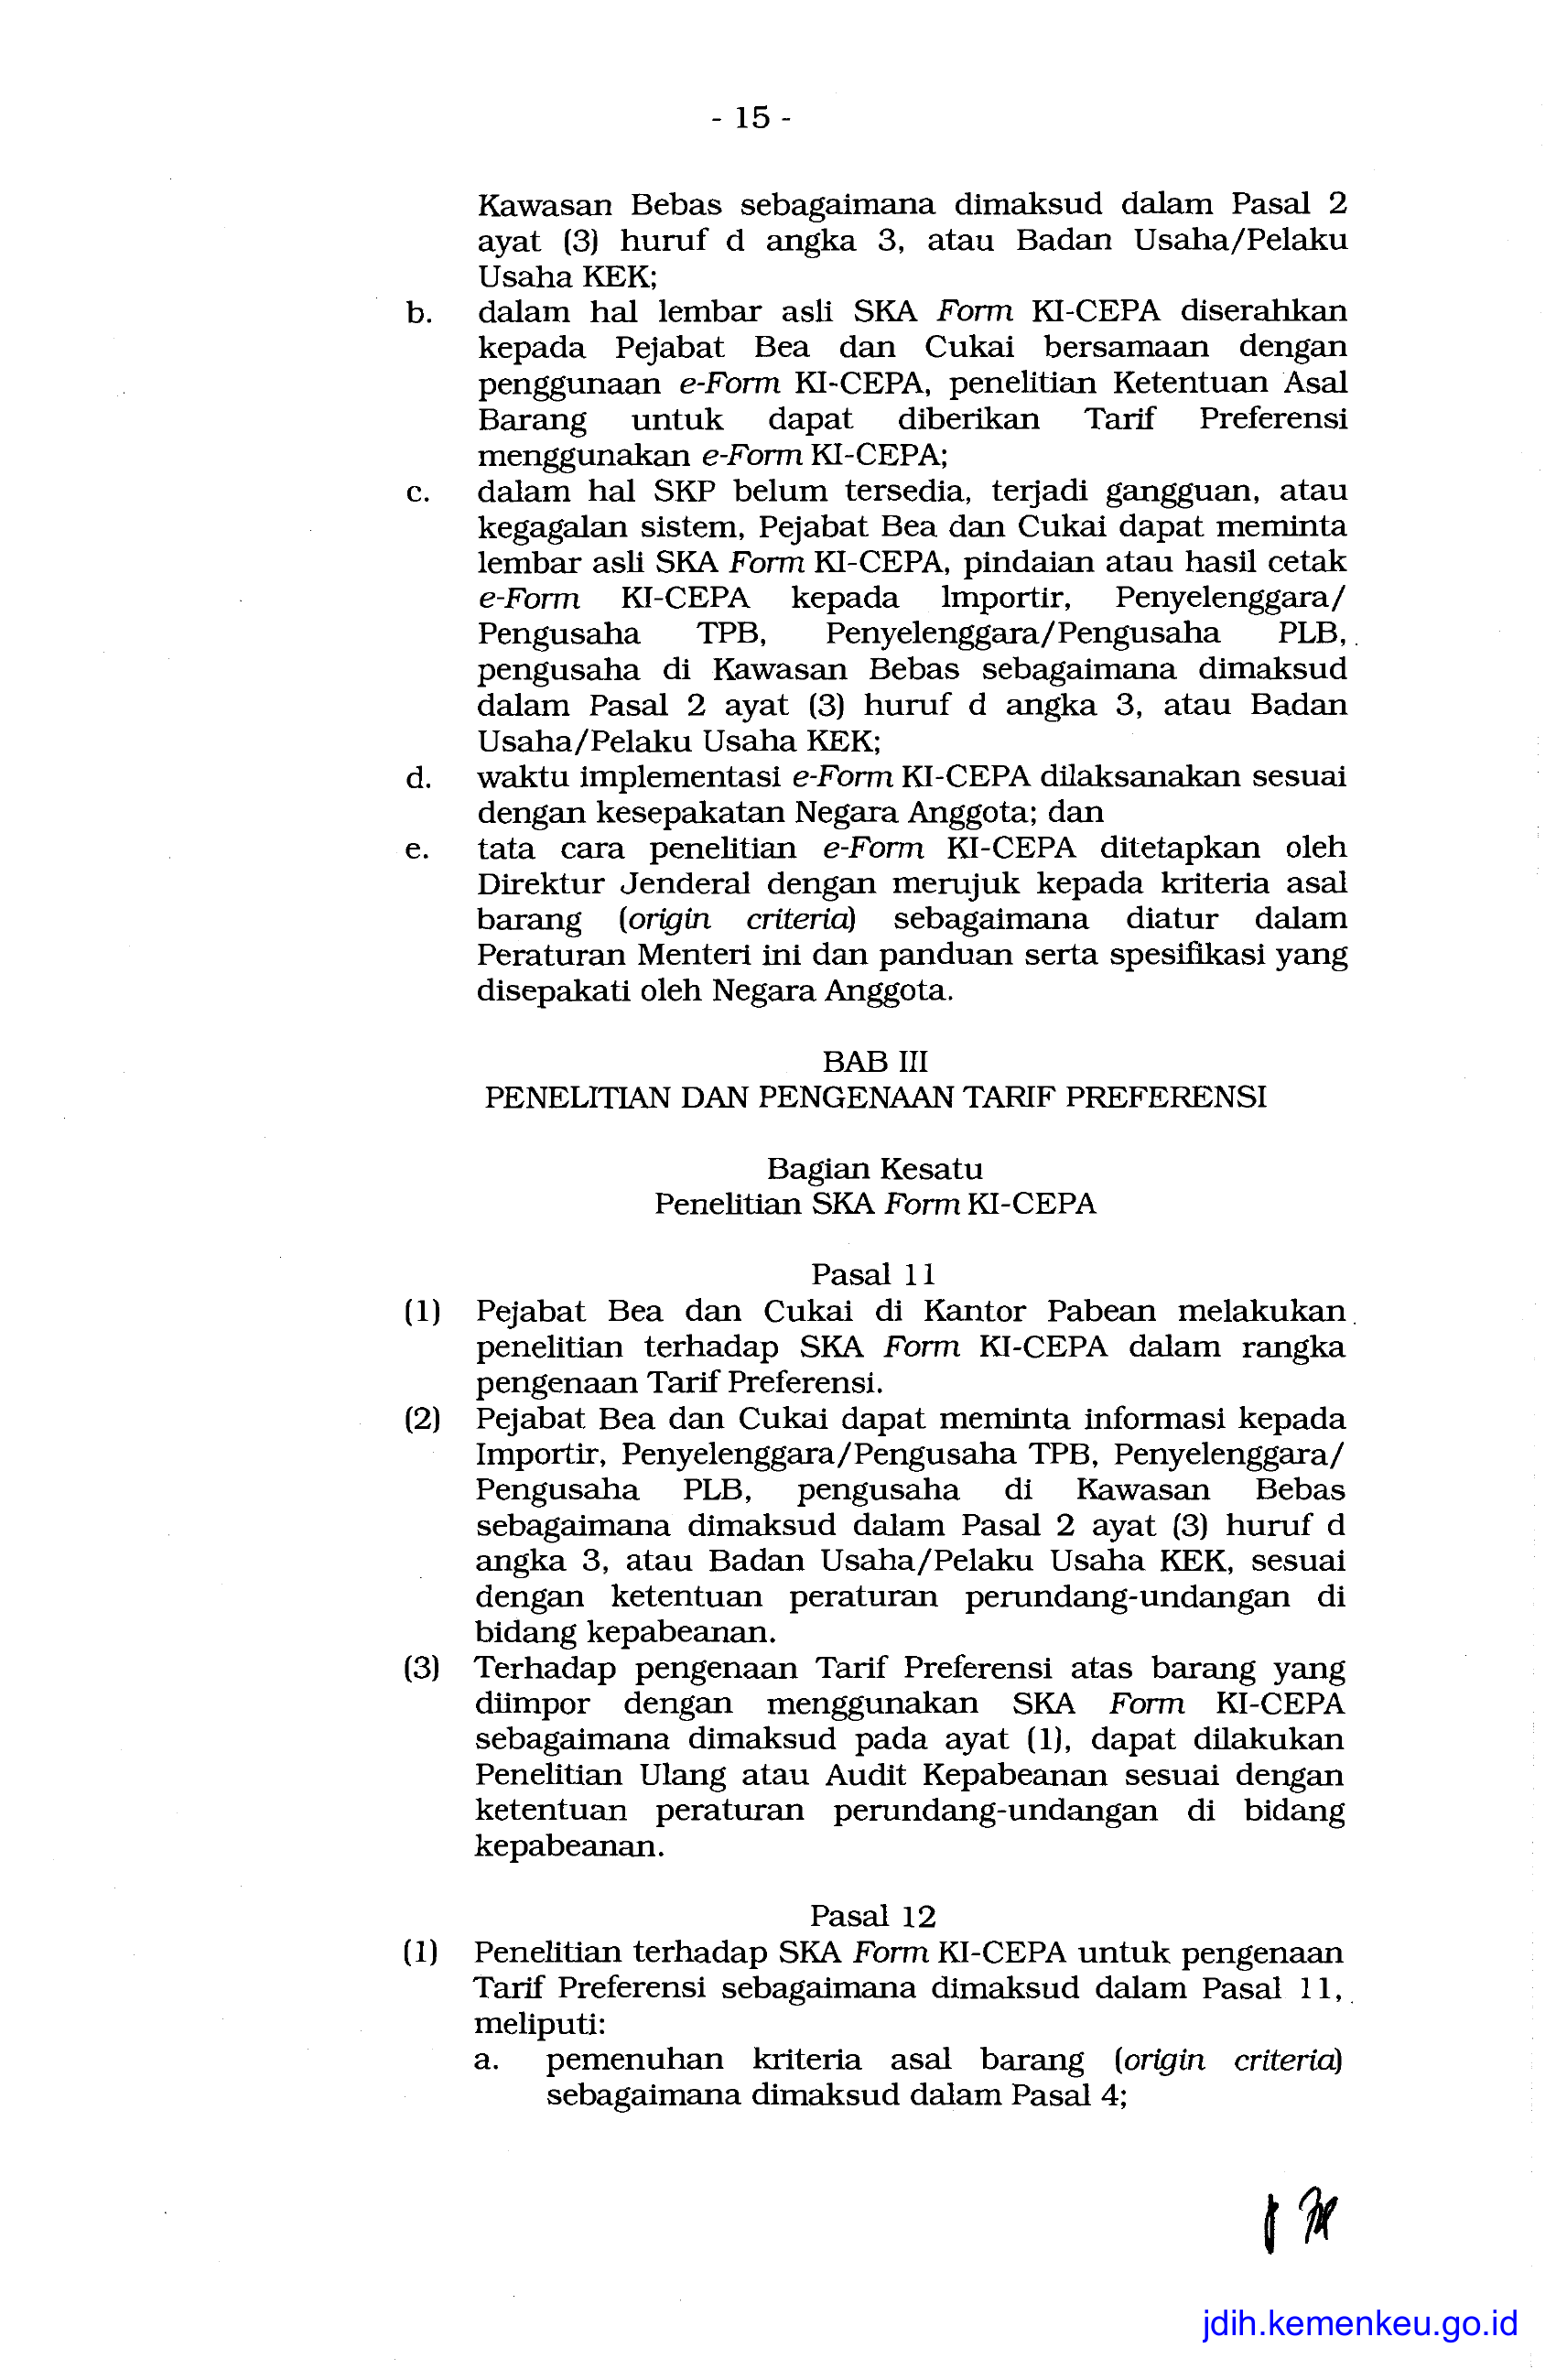 - 15 -
Kawasan Bebas sebagaimana dimaksud dalam Pasal 2
ayat (3) huruf d angka 3, atau Badan Usaha/Pelaku
Usaha KEK;
b. dalam hal lembar asli SKA Form KI-CEPA diserahkan
kepada Pejabat Bea dan Cukai bersamaan dengan
penggunaan e-Form KI-CEPA, penelitian Ketentuan Asal
Barang untuk dapat diberikan Tarif Preferensi
menggunakan e-Form KI-CEPA;
c. dalam hal SKP belum tersedia, terjadi gangguan, atau
kegagalan sistem, Pejabat Bea dan Cukai dapat meminta
lembar asli SKA Form KI-CEPA, pindaian atau hasil cetak
e-Form KI-CEPA kepada Importir, Penyelenggara/
Pengusaha TPB, Penyelenggara/Pengusaha PLB,
pengusaha di Kawasan Bebas sebagaimana dimaksud
dalam Pasal 2 ayat (3) huruf d angka 3, atau Badan
Usaha/Pelaku Usaha KEK;
d. waktu implementasi e-Form KI-CEPA dilaksanakan sesuai
dengan kesepakatan Negara Anggota; dan
e. tata cara penelitian e-Form KI-CEPA ditetapkan oleh
Direktur Jenderal dengan merujuk kepada kriteria asal
barang (origin criteria) sebagaimana diatur dalam
Peraturan Menteri ini dan panduan serta spesifikasi yang
disepakati oleh Negara Anggota.
BAB III
PENELITIAN DAN PENGENAAN TARIF PREFERENSI
Bagian Kesatu
Penelitian SKA Form KI-CEPA
Pasal 11
(1) Pejabat Bea dan Cukai di Kantor Pabean melakukan
penelitian terhadap SKA Form KI-CEPA dalam rangka
pengenaan Tarif Preferensi.
(2) Pejabat Bea dan Cukai dapat meminta informasi kepada
Importir, Penyelenggara/Pengusaha TPB, Penyelenggara/
Pengusaha PLB, pengusaha di Kawasan Bebas
sebagaimana dimaksud dalam Pasal 2 ayat (3) huruf d
angka 3, atau Badan Usaha/Pelaku Usaha KEK, sesuai
dengan ketentuan peraturan perundang-undangan di
bidang kepabeanan.
(3) Terhadap pengenaan Tarif Preferensi atas barang yang
diimpor dengan menggunakan SKA Form KI-CEPA
sebagaimana dimaksud pada ayat (1), dapat dilakukan
Penelitian Ulang atau Audit Kepabeanan sesuai dengan
ketentuan peraturan perundang-undangan di bidang
kepabeanan.
Pasal 12
(1) Penelitian terhadap SKA Form KI-CEPA untuk pengenaan
Tarif Preferensi sebagaimana dimaksud dalam Pasal 11,
meliputi:
a. pemenuhan kriteria asal barang (origin criteria)
sebagaimana dimaksud dalam Pasal 4;
jdih.kemenkeu.go.id